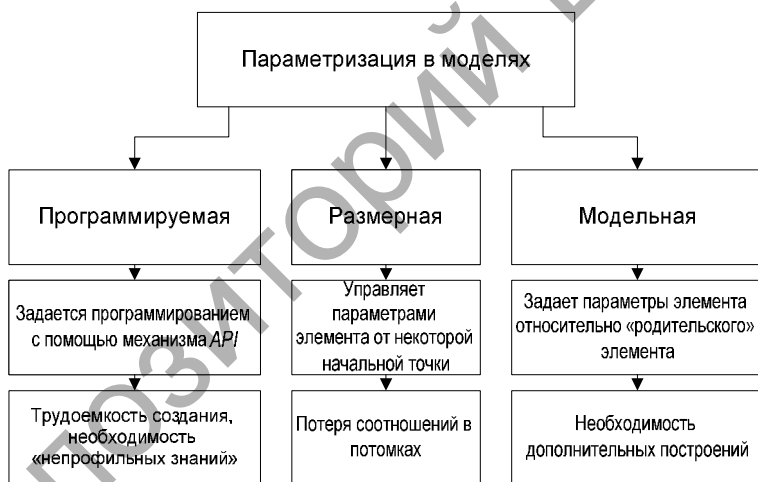 Параметризация в моделях
Программируемая
Размерная
Модельная
Задается программированием
с помощью механизма API
Управляет
параметрами
элемента от некоторой
начальной точки
Задает параметры элемента
относительно «родительского»
элемента
Трудоемкость создания,
необходимость
«непрофильных знаний»
Потеря соотношений в
потомках
Необходимость
дополнительных построений